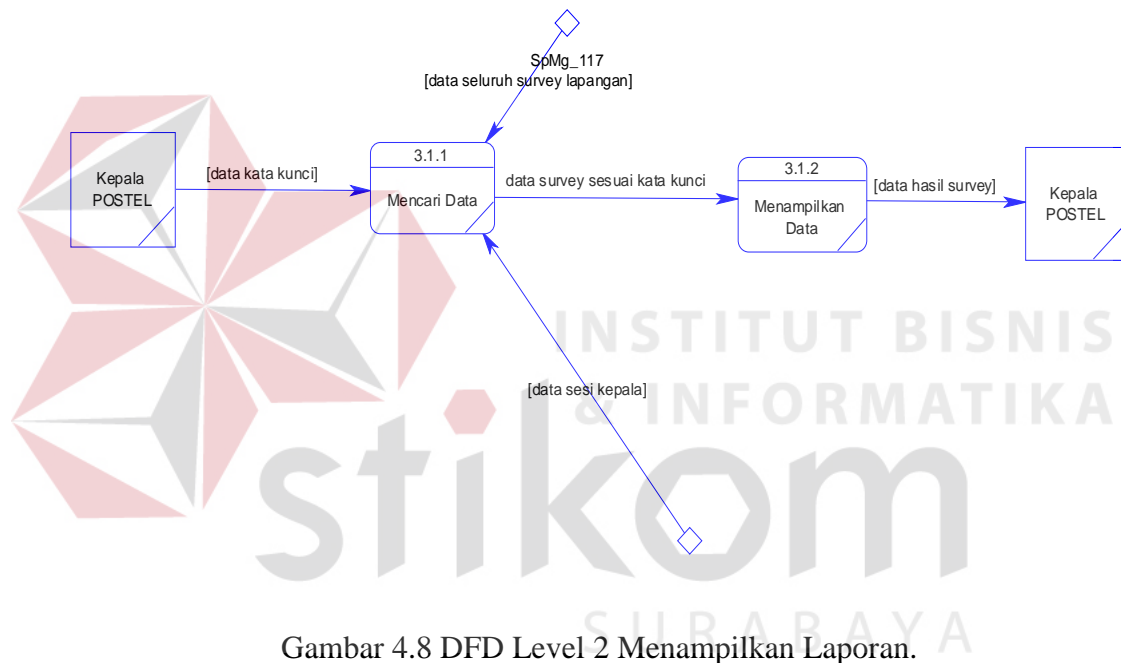 SpMg_117
[data seluruh survey lapangan]
Kepala
POSTEL
[data kata kunci]
3.1.1
Mencari Data
data survey sesuai kata kunci
3.1.2
Menampilkan
Data
[data hasil survey]
Kepala
POSTEL
[data sesi kepala]
INSTITUT BISNIS
& INFORMATIKA
stikom
SURABAYA
Gambar 4.8 DFD Level 2 Menampilkan Laporan.